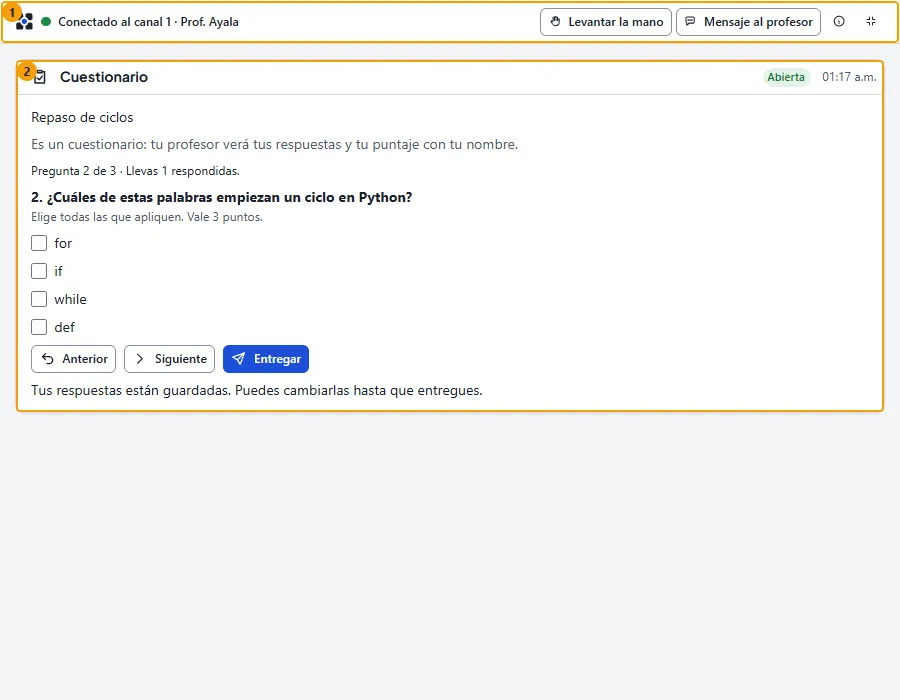 1
Conectado al canal 1 · Prof. Ayala
Levantar la mano
Mensaje al profesor
2
Cuestionario
Abierta
01:17 a.m.
Repaso de ciclos
Es un cuestionario: tu profesor verá tus respuestas y tu puntaje con tu nombre.
Pregunta 2 de 3 · Llevas 1 respondidas.
2. ¿Cuáles de estas palabras empiezan un ciclo en Python?
Elige todas las que apliquen. Vale 3 puntos.
for
if
while
def
Anterior
Siguiente
Entregar
Tus respuestas están guardadas. Puedes cambiarlas hasta que entregues.